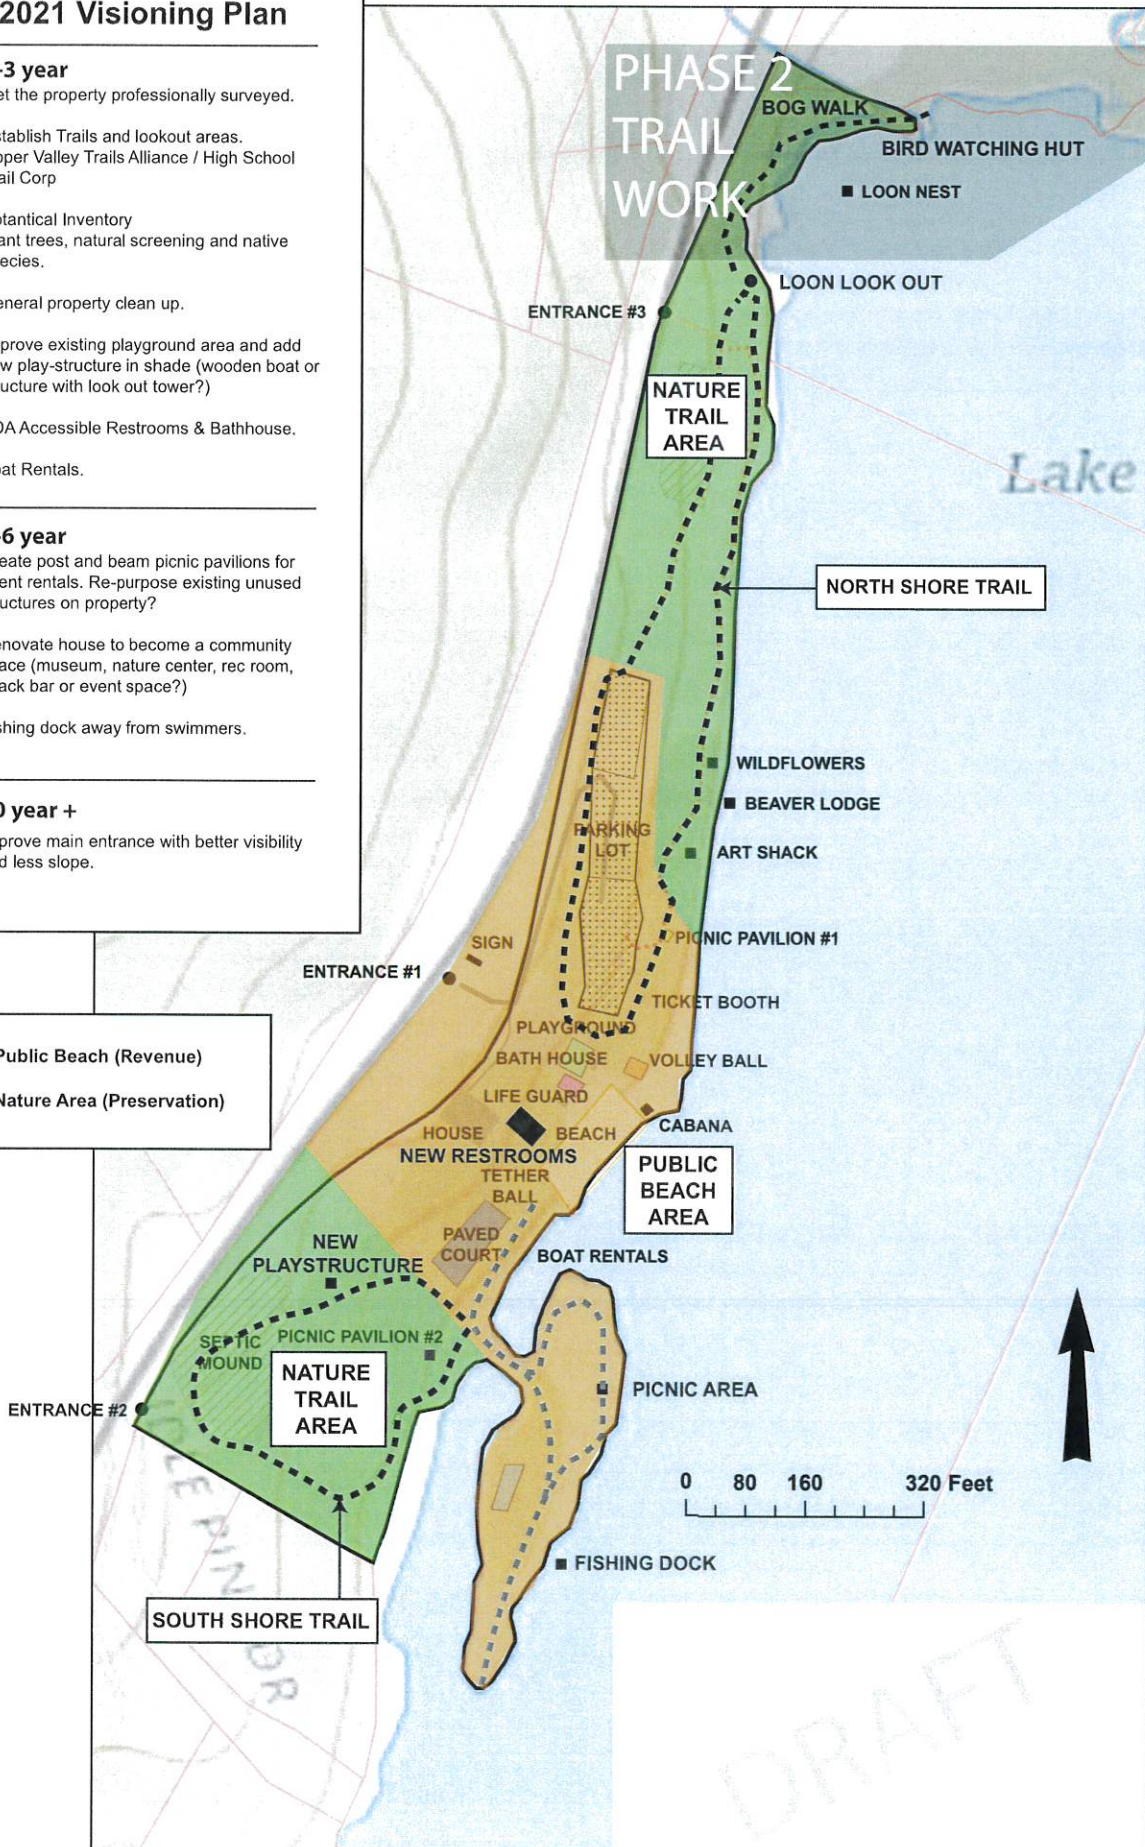 2021 Visioning Plan
-3 year
et the property professionally surveyed.
tablish Trails and lookout areas.
oper Valley Trails Alliance / High School
ail Corp
otantical Inventory
ant trees, natural screening and native
ecies.
eneral property clean up.
prove existing playground area and add
w play-structure in shade (wooden boat or
ucture with look out tower?)
DA Accessible Restrooms & Bathhouse.
oat Rentals.
-6 year
eate post and beam picnic pavilions for
ent rentals. Re-purpose existing unused
uctures on property?
enovate house to become a community
ace (museum, nature center, rec room,
ack bar or event space?)
shing dock away from swimmers.
0 year +
prove main entrance with better visibility
d less slope.
Public Beach (Revenue)
Nature Area (Preservation)
PHASE 2
TRAIL
WORK
BOG WALK
BIRD WATCHING HUT
LOON NEST
LOON LOOK OUT
ENTRANCE #3
NATURE
TRAIL
AREA
Lake
NORTH SHORE TRAIL
WILDFLOWERS
BEAVER LODGE
PARKING
LOT
ART SHACK
SIGN
PICNIC PAVILION #1
ENTRANCE #1
TICKET BOOTH
PLAYGROUND
BATH HOUSE
VOLLEY BALL
LIFE GUARD
HOUSE
BEACH
CABANA
NEW RESTROOMS
TETHER
BALL
PUBLIC
BEACH
AREA
PAVED
COURT
NEW
PLAYSTRUCTURE
BOAT RENTALS
SEPTIC
MOUND
PICNIC PAVILION #2
NATURE
TRAIL
AREA
PICNIC AREA
ENTRANCE #2
0 80 160 320 Feet
FISHING DOCK
SOUTH SHORE TRAIL
DRAFT